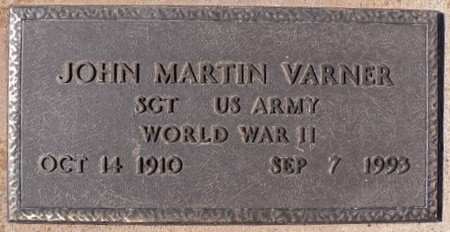 JOHN MARTIN VARNER
SGT US ARMY
WORLD WAR II
OCT 14 1910 SEP 7 1993